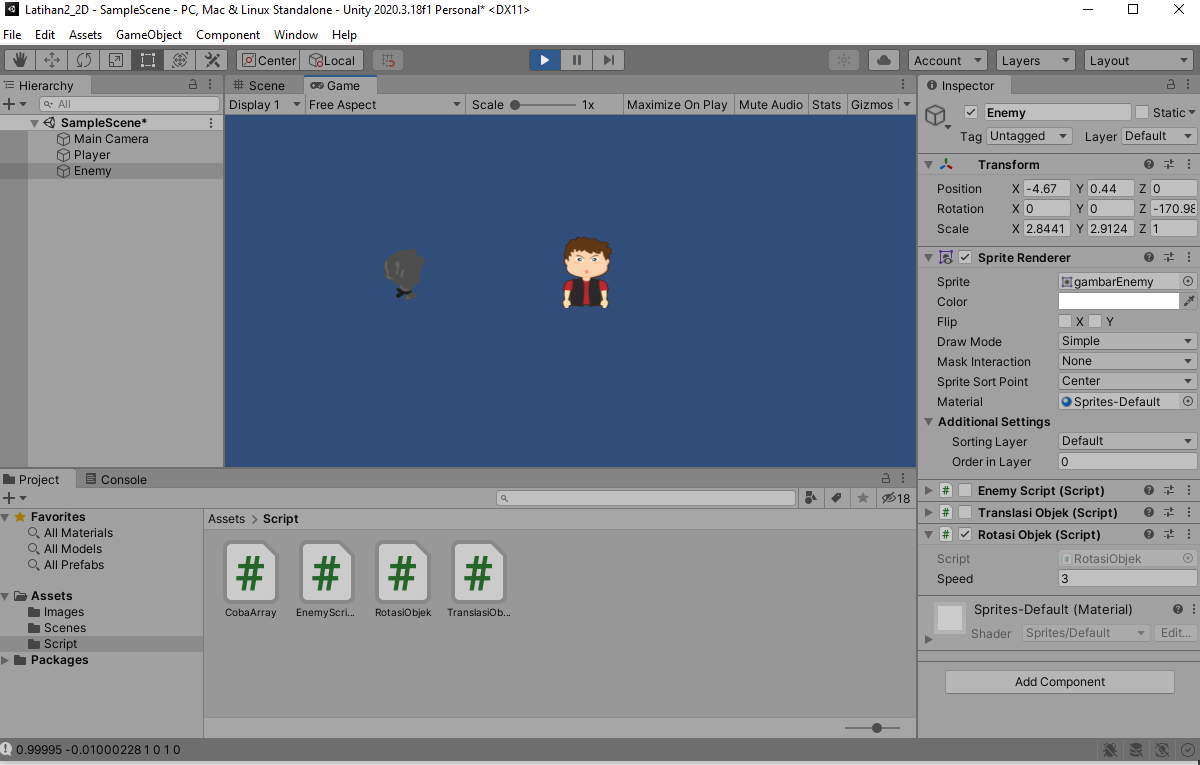 Latihan2_2D - SampleScene - PC, Mac & Linux Standalone - Unity 2020.3.18f1 Personal* <DX11>
File Edit Assets GameObject Component Window Help
Center Local Account Layers Layout
Hierarchy
All
SampleScene*
Main Camera
Player
Enemy
Scene Game
Display 1 Free Aspect Scale 1x Maximize On Play Mute Audio Stats Gizmos
Inspector
Enemy Static
Tag Untagged Layer Default
Transform
Position X -4.67 Y 0.44 Z 0
Rotation X 0 Y 0 Z -170.98
Scale X 2.8441 Y 2.9124 Z 1
Sprite Renderer
Sprite gambarEnemy
Color
Flip X Y
Draw Mode Simple
Mask Interaction None
Sprite Sort Point Center
Material Sprites-Default
Additional Settings
Sorting Layer Default
Order in Layer 0
# Enemy Script (Script)
# Translasi Objek (Script)
# Rotasi Objek (Script)
Script RotasiObjek
Speed 3
Sprites-Default (Material)
Shader Sprites/Default Edit...
Add Component
Project Console
18
Favorites
All Materials
All Models
All Prefabs
Assets
Images
Scenes
Script
Packages
Assets > Script
# # # #
CobaArray EnemyScri... RotasiObjek TranslasiOb...
0.99995 -0.01000228 1 0 1 0